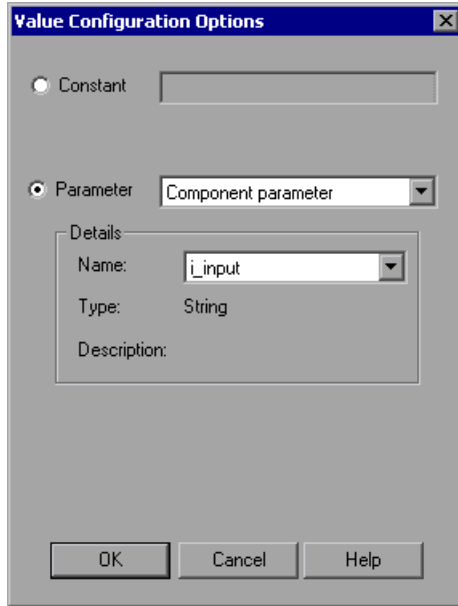 Value Configuration Options
Constant
Parameter Component parameter
Details
Name: i_input
Type: String
Description:
OK Cancel Help